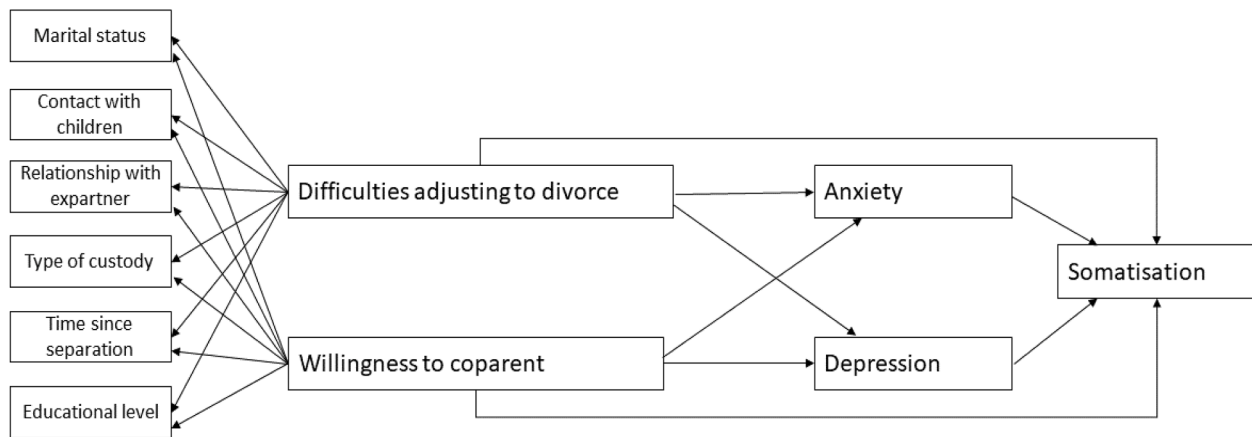 Marital status
Contact with
children
Relationship with
expartner
Type of custody
Time since
separation
Educational level
Difficulties adjusting to divorce
Willingness to coparent
Anxiety
Depression
Somatisation